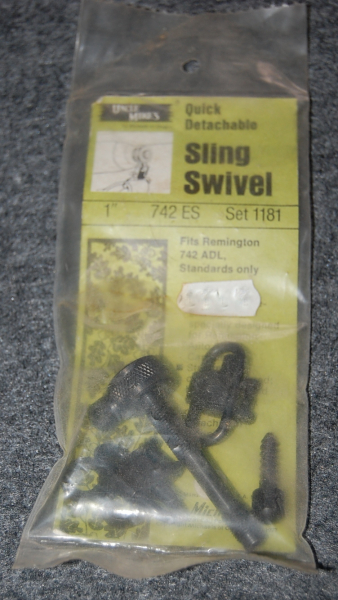 UNCLE
MIKE'S
Quick
Detachable
Sling
Swivel
1" 742 ES Set 1181
Fits Remington
742 ADL,
Standards only